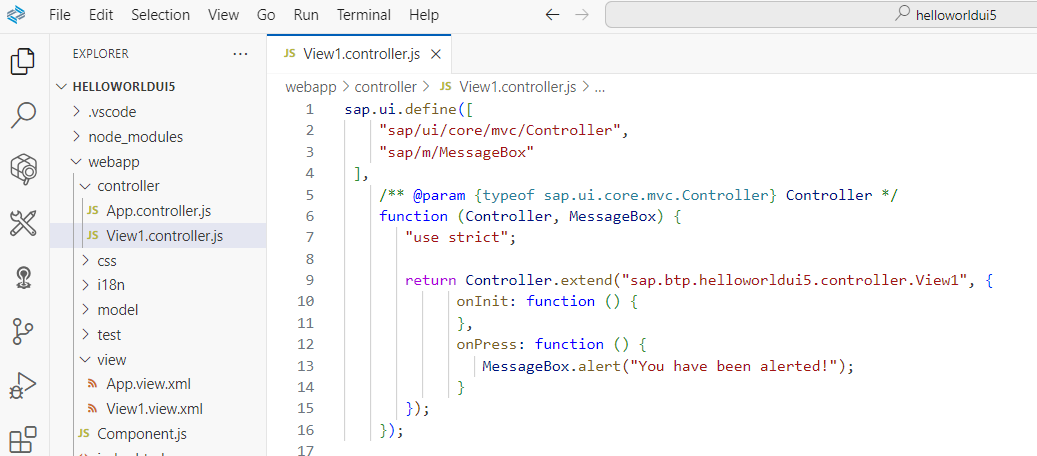 File Edit Selection View Go Run Terminal Help
helloworldui5
EXPLORER
HELLOWORLDUI5
.vscode
node_modules
webapp
controller
JS App.controller.js
JS View1.controller.js
css
i18n
model
test
view
App.view.xml
View1.view.xml
JS Component.js
JS View1.controller.js
webapp > controller > JS View1.controller.js > ...
1 sap.ui.define([
2 "sap/ui/core/mvc/Controller",
3 "sap/m/MessageBox"
4 ],
5 /** @param {typeof sap.ui.core.mvc.Controller} Controller */
6 function (Controller, MessageBox) {
7 "use strict";
8
9 return Controller.extend("sap.btp.helloworldui5.controller.View1", {
10 onInit: function () {
11 },
12 onPress: function () {
13 MessageBox.alert("You have been alerted!");
14 }
15 });
16 });
17